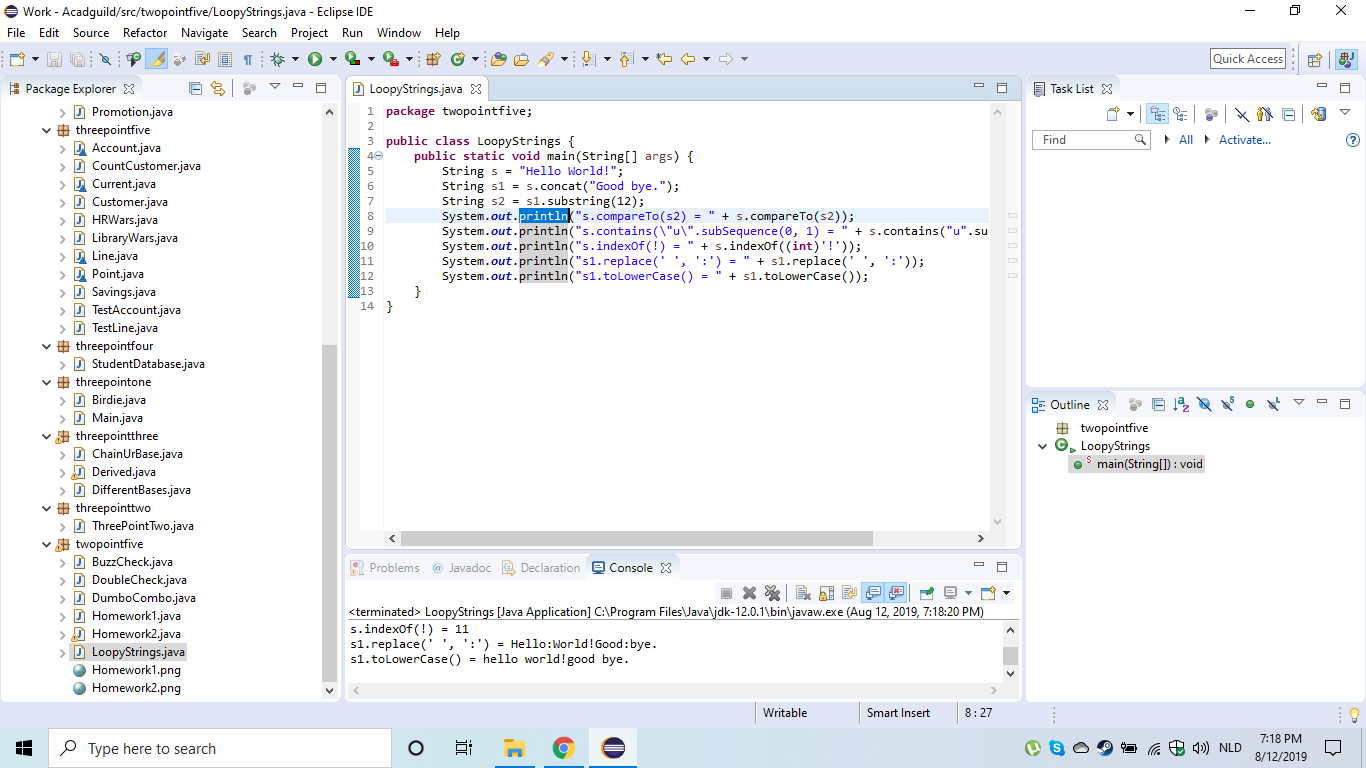 Work - Acadguild/src/twopointfive/LoopyStrings.java - Eclipse IDE
File Edit Source Refactor Navigate Search Project Run Window Help
Quick Access
Package Explorer
Promotion.java
threepointfive
Account.java
CountCustomer.java
Current.java
Customer.java
HRWars.java
LibraryWars.java
Line.java
Point.java
Savings.java
TestAccount.java
TestLine.java
threepointfour
StudentDatabase.java
threepointone
Birdie.java
Main.java
threepointthree
ChainUrBase.java
Derived.java
DifferentBases.java
threepointtwo
ThreePointTwo.java
twopointfive
BuzzCheck.java
DoubleCheck.java
DumboCombo.java
Homework1.java
Homework2.java
LoopyStrings.java
Homework1.png
Homework2.png
LoopyStrings.java
1 package twopointfive;
2
3 public class LoopyStrings {
4 public static void main(String[] args) {
5 String s = "Hello World!";
6 String s1 = s.concat("Good bye.");
7 String s2 = s1.substring(12);
8 System.out.println("s.compareTo(s2) = " + s.compareTo(s2));
9 System.out.println("s.contains(\"u\".subSequence(0, 1) = " + s.contains("u".su
10 System.out.println("s.indexOf(!) = " + s.indexOf((int)'!'));
11 System.out.println("s1.replace(' ', ':') = " + s1.replace(' ', ':'));
12 System.out.println("s1.toLowerCase() = " + s1.toLowerCase());
13 }
14 }
Problems @ Javadoc Declaration Console
<terminated> LoopyStrings [Java Application] C:\Program Files\Java\jdk-12.0.1\bin\javaw.exe (Aug 12, 2019, 7:18:20 PM)
s.indexOf(!) = 11
s1.replace(' ', ':') = Hello:World!Good:bye.
s1.toLowerCase() = hello world!good bye.
Task List
Find All Activate...
Outline
twopointfive
LoopyStrings
main(String[]) : void
Writable Smart Insert 8 : 27
Type here to search
NLD
7:18 PM
8/12/2019